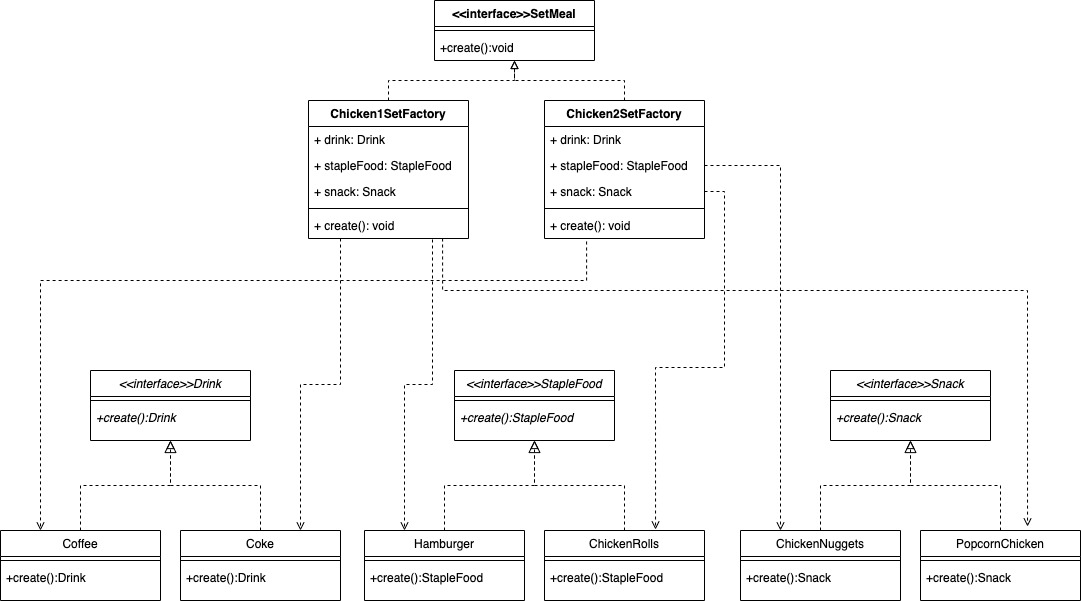 <<interface>>SetMeal
+create():void
Chicken1SetFactory
+ drink: Drink
+ stapleFood: StapleFood
+ snack: Snack
+ create(): void
Chicken2SetFactory
+ drink: Drink
+ stapleFood: StapleFood
+ snack: Snack
+ create(): void
<<interface>>Drink
+create():Drink
<<interface>>StapleFood
+create():StapleFood
<<interface>>Snack
+create():Snack
Coffee
+create():Drink
Coke
+create():Drink
Hamburger
+create():StapleFood
ChickenRolls
+create():StapleFood
ChickenNuggets
+create():Snack
PopcornChicken
+create():Snack